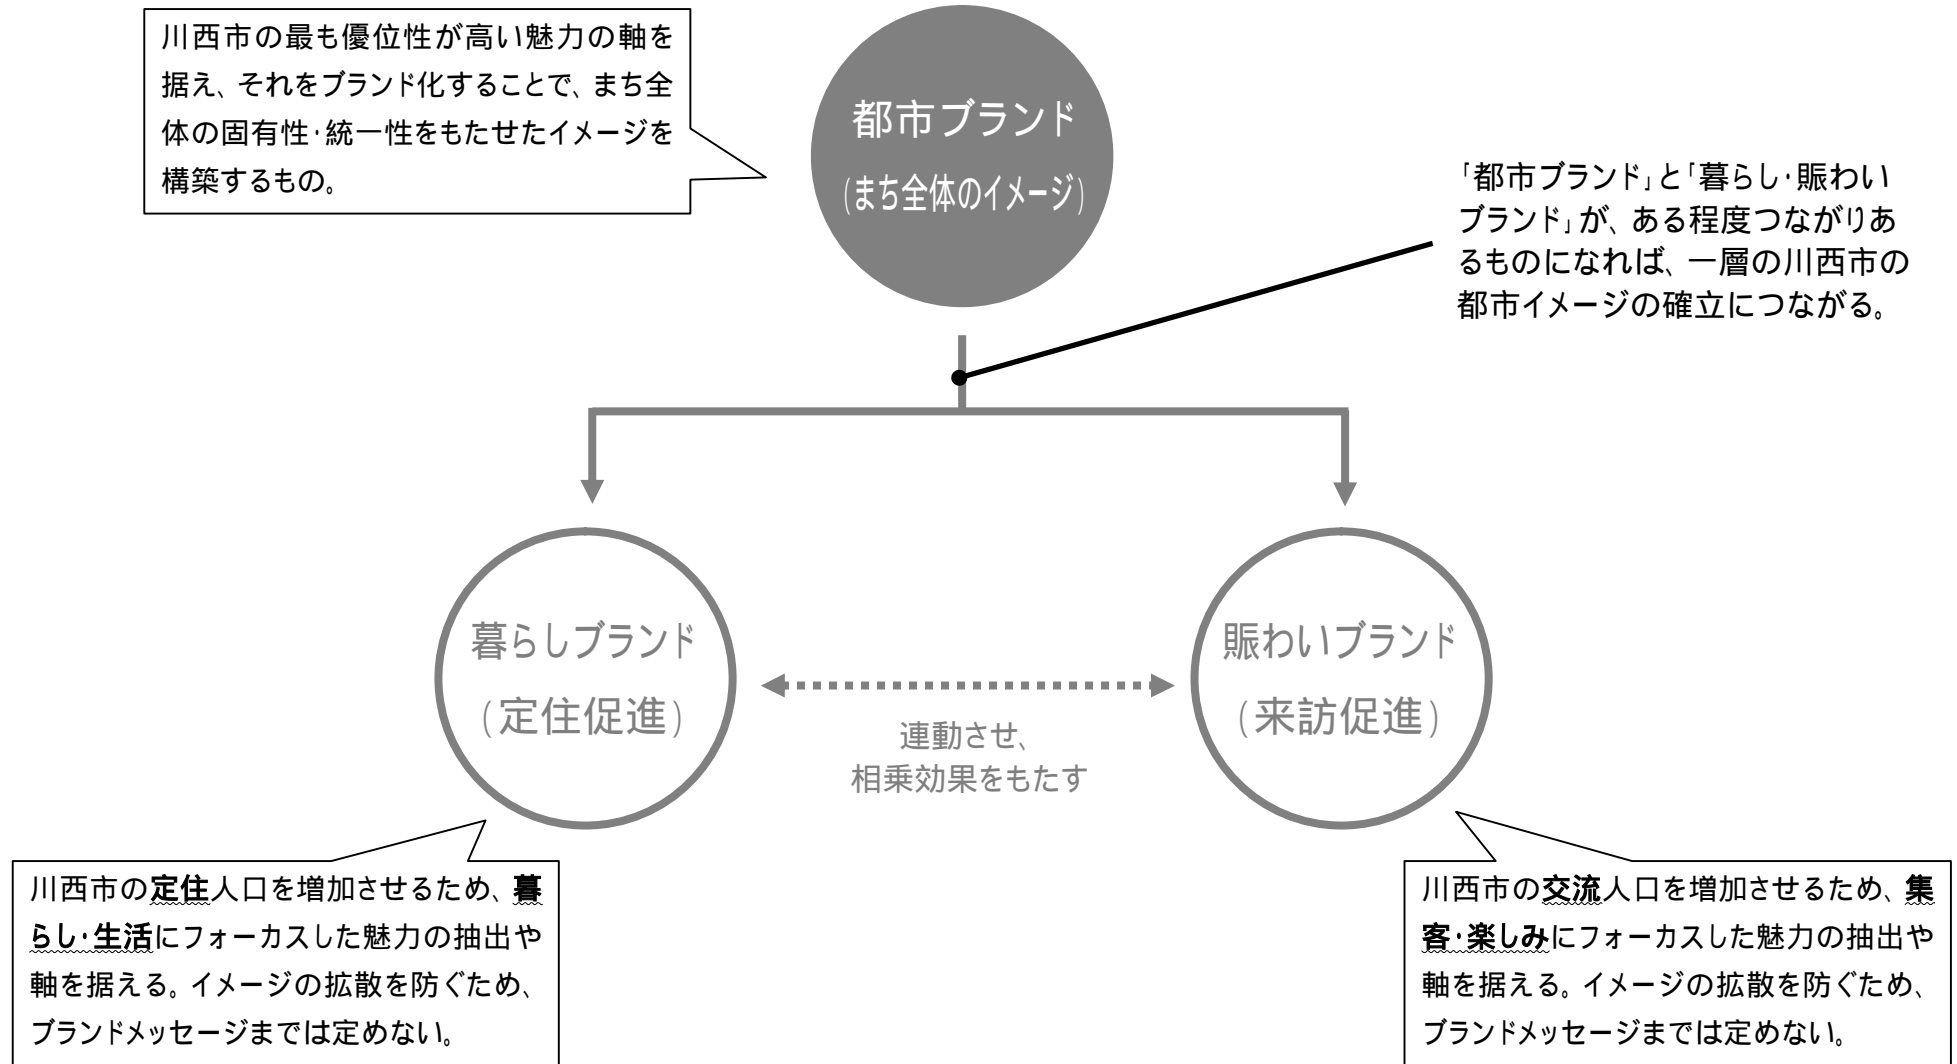 川西市の最も優位性が高い魅力の軸を
据え、それをブランド化することで、まち全
体の固有性・統一性をもたせたイメージを
構築するもの。
都市ブランド
(まち全体のイメージ)
「都市ブランド」と「暮らし・賑わい
ブランド」が、ある程度つながりあ
るものになれば、一層の川西市の
都市イメージの確立につながる。
暮らしブランド
(定住促進)
賑わいブランド
(来訪促進)
連動させ、
相乗効果をもたす
川西市の定住人口を増加させるため、暮
らし・生活にフォーカスした魅力の抽出や
軸を据える。イメージの拡散を防ぐため、
ブランドメッセージまでは定めない。
川西市の交流人口を増加させるため、集
客・楽しみにフォーカスした魅力の抽出や
軸を据える。イメージの拡散を防ぐため、
ブランドメッセージまでは定めない。